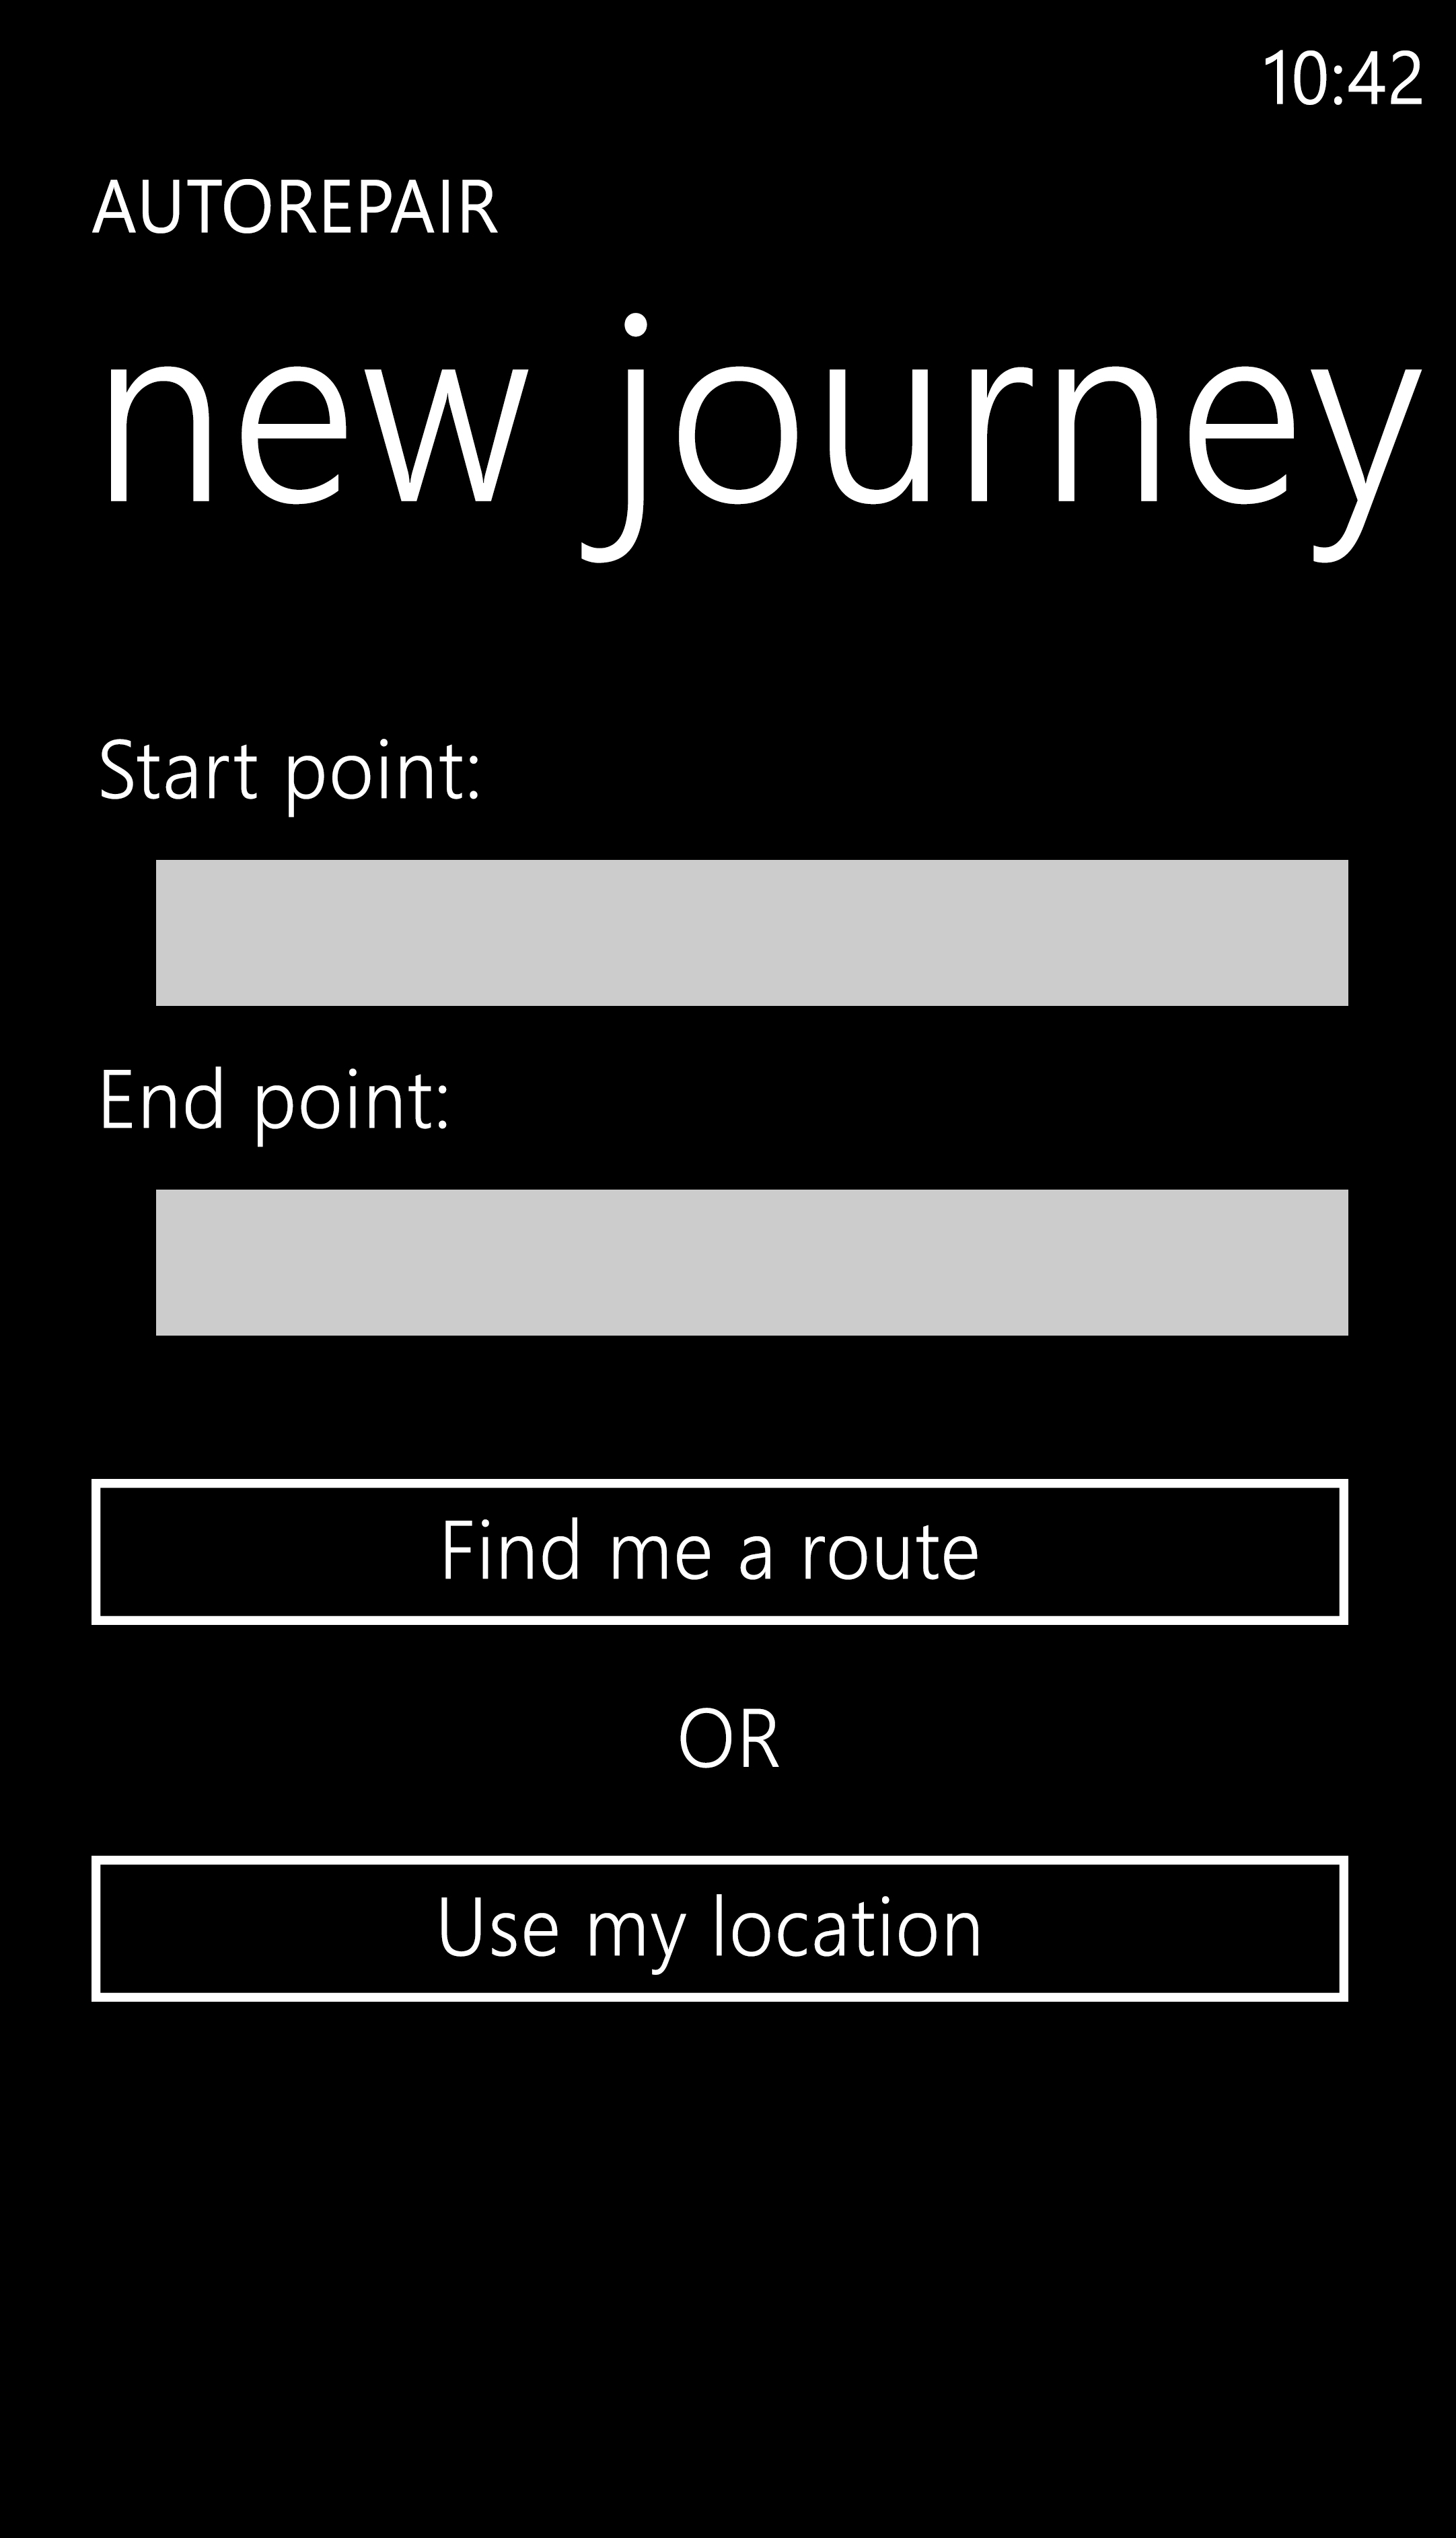 10:42
AUTOREPAIR
new journey
Start point:
End point:
Find me a route
OR
Use my location